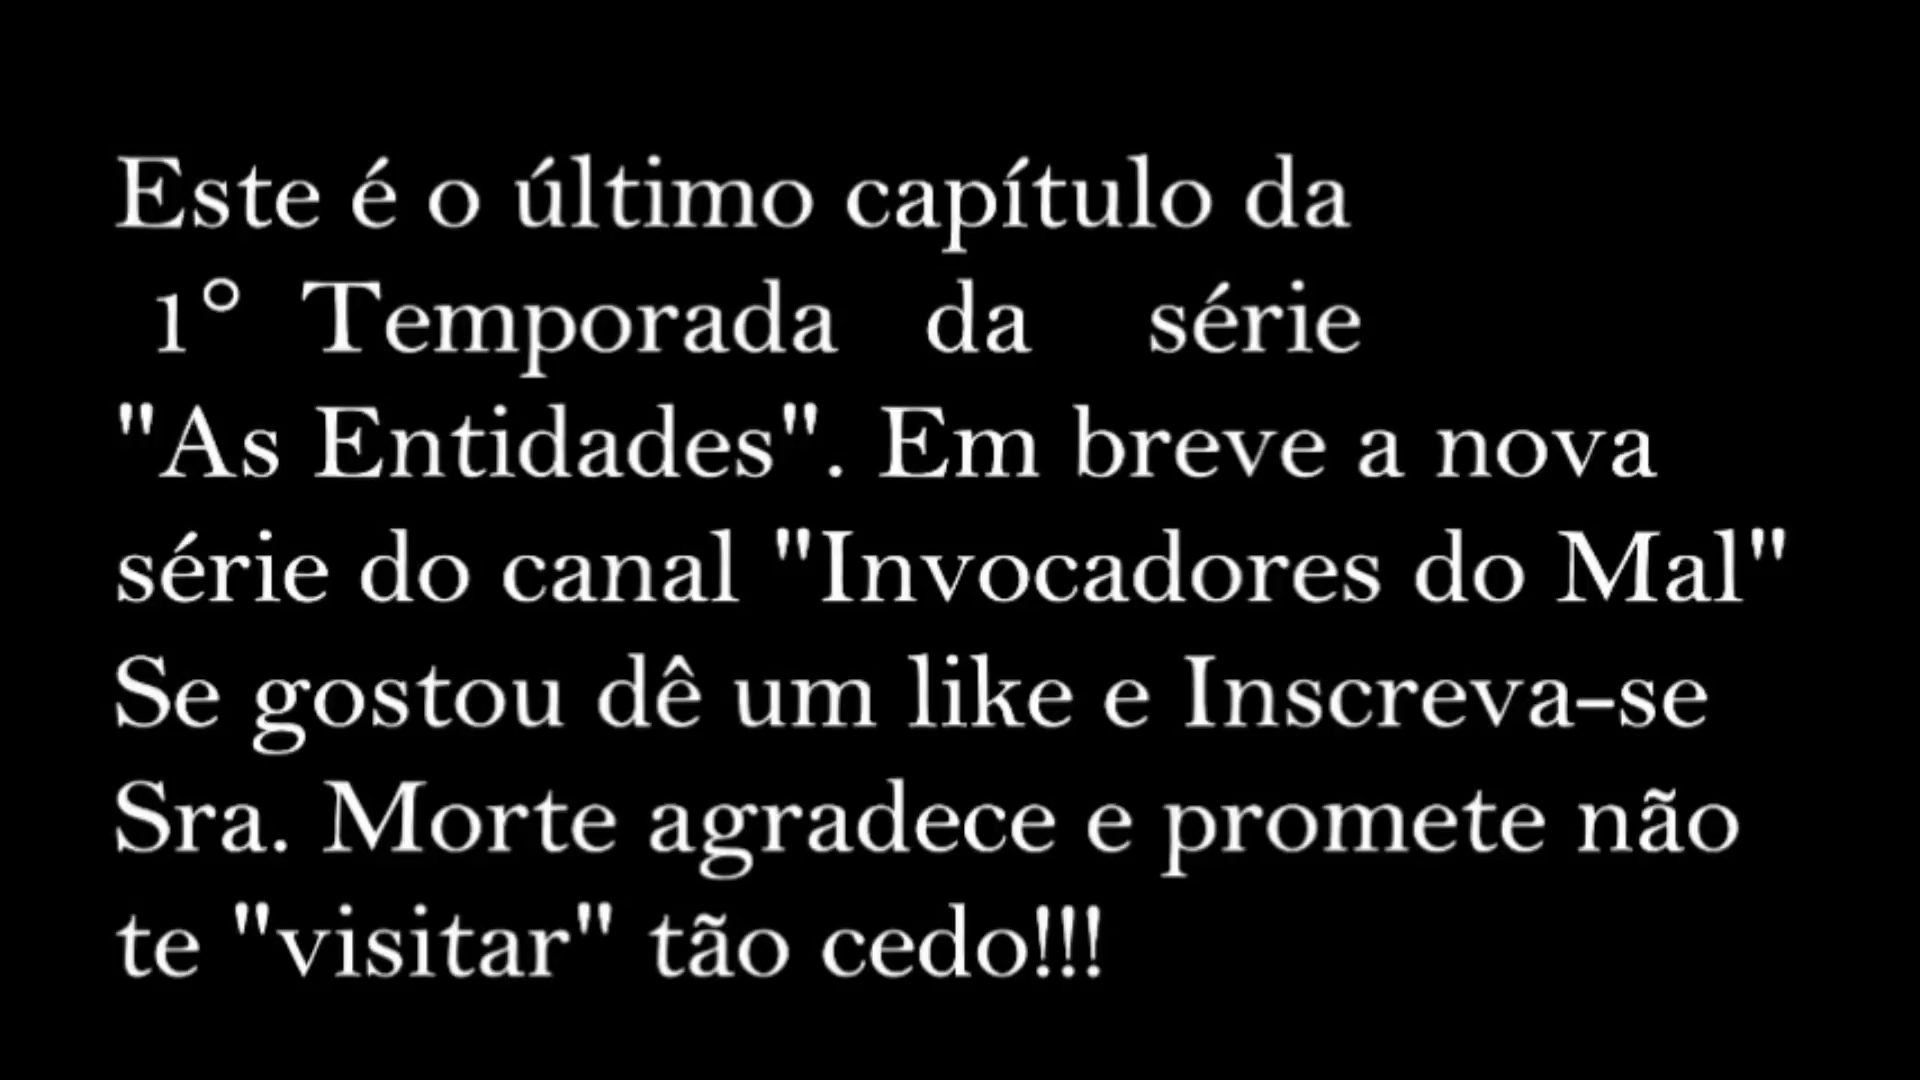 Este é o último capítulo da
1° Temporada da série
"As Entidades". Em breve a nova
série do canal "Invocadores do Mal"
Se gostou dê um like e Inscreva-se
Sra. Morte agradece e promete não
te "visitar" tão cedo!!!